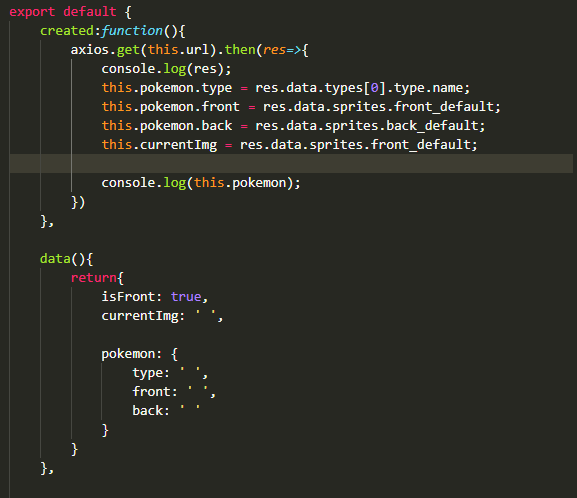 export default {
    created:function(){
        axios.get(this.url).then(res=>{
            console.log(res);
            this.pokemon.type = res.data.types[0].type.name;
            this.pokemon.front = res.data.sprites.front_default;
            this.pokemon.back = res.data.sprites.back_default;
            this.currentImg = res.data.sprites.front_default;

            console.log(this.pokemon);
        })
    },

    data(){
        return{
            isFront: true,
            currentImg: ' ',

            pokemon: {
                type: ' ',
                front: ' ',
                back: ' '
            }
        }
    },